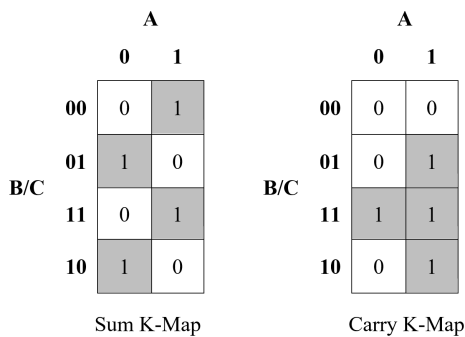 A A
0 1 0 1
00 0 1 00 0 0
01 1 0 01 0 1
B/C B/C
11 0 1 11 1 1
10 1 0 10 0 1
Sum K-Map Carry K-Map